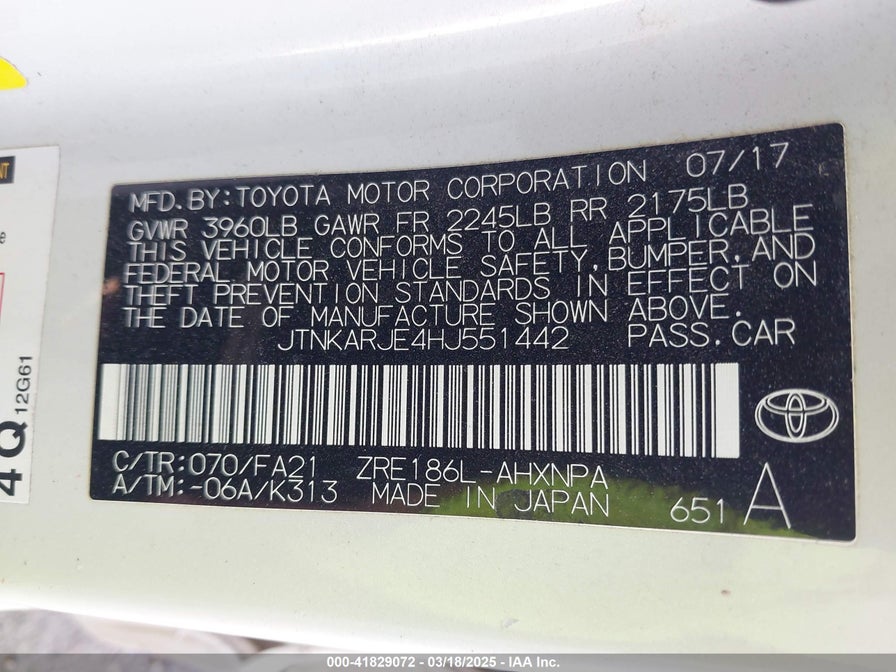 MFD.BY:TOYOTA MOTOR CORPORATION 07/17
GVWR 3960LB GAWR FR 2245LB RR 2175LB
THIS VEHICLE CONFORMS TO ALL APPLICABLE
FEDERAL MOTOR VEHICLE SAFETY,BUMPER,AND
THEFT PREVENTION STANDARDS IN EFFECT ON
THE DATE OF MANUFACTURE SHOWN ABOVE.
JTNKARJE4HJ551442 PASS.CAR
C/TR:070/FA21 ZRE186L-AHXNPA
A/TM:-06A/K313 MADE IN JAPAN 651 A
4Q 12G61
000-41829072 - 03/18/2025 - IAA Inc.